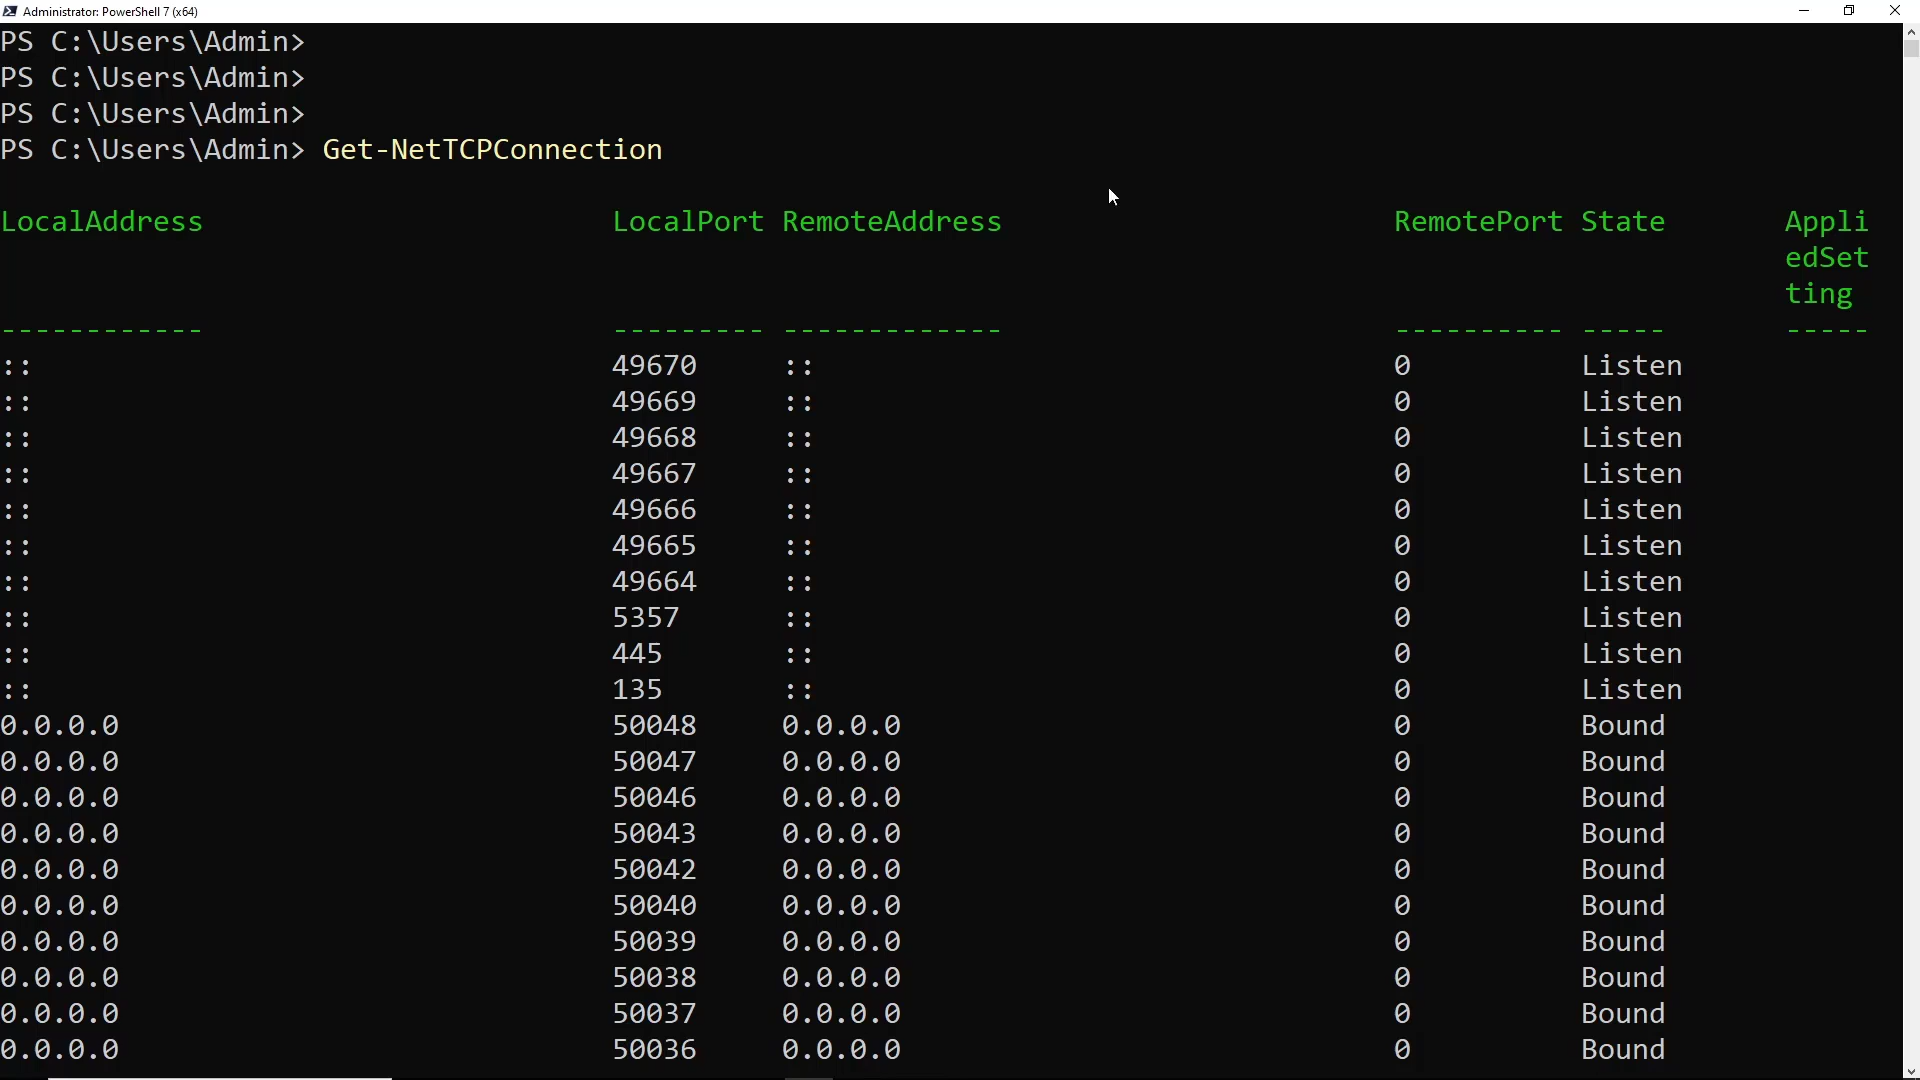 Administrator: PowerShell 7 (x64)
PS C:\Users\Admin>
PS C:\Users\Admin>
PS C:\Users\Admin>
PS C:\Users\Admin> Get-NetTCPConnection
LocalAddress LocalPort RemoteAddress RemotePort State Appli
edSet
ting
------------ --------- ------------- ---------- ----- -----
:: 49670 :: 0 Listen
:: 49669 :: 0 Listen
:: 49668 :: 0 Listen
:: 49667 :: 0 Listen
:: 49666 :: 0 Listen
:: 49665 :: 0 Listen
:: 49664 :: 0 Listen
:: 5357 :: 0 Listen
:: 445 :: 0 Listen
:: 135 :: 0 Listen
0.0.0.0 50048 0.0.0.0 0 Bound
0.0.0.0 50047 0.0.0.0 0 Bound
0.0.0.0 50046 0.0.0.0 0 Bound
0.0.0.0 50043 0.0.0.0 0 Bound
0.0.0.0 50042 0.0.0.0 0 Bound
0.0.0.0 50040 0.0.0.0 0 Bound
0.0.0.0 50039 0.0.0.0 0 Bound
0.0.0.0 50038 0.0.0.0 0 Bound
0.0.0.0 50037 0.0.0.0 0 Bound
0.0.0.0 50036 0.0.0.0 0 Bound